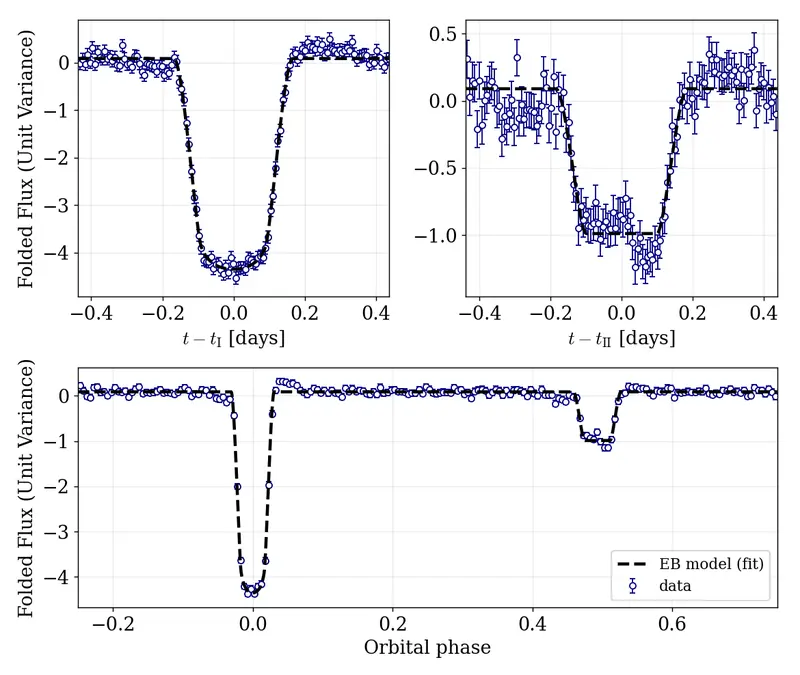 Folded Flux (Unit Variance)
0
−1
−2
−3
−4
−0.4 −0.2 0.0 0.2 0.4
t − t_I [days]
0.5
0.0
−0.5
−1.0
−0.4 −0.2 0.0 0.2 0.4
t − t_II [days]
Folded Flux (Unit Variance)
0
−1
−2
−3
−4
EB model (fit)
data
−0.2 0.0 0.2 0.4 0.6
Orbital phase